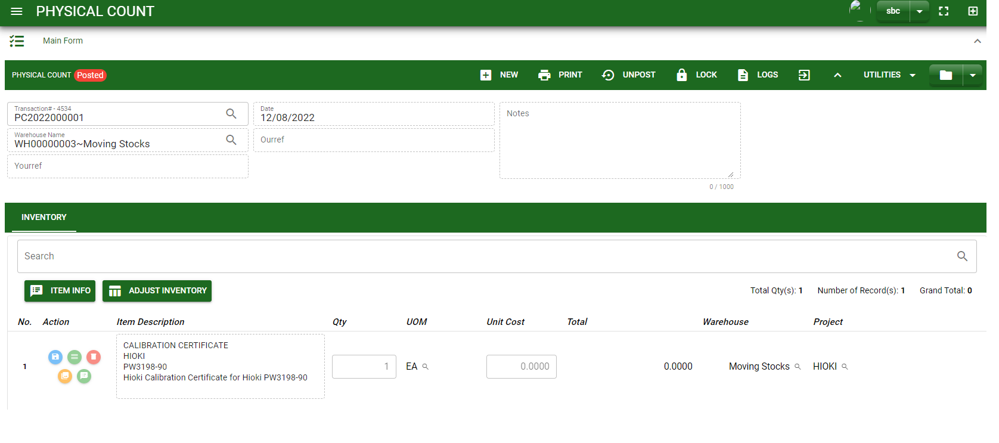 PHYSICAL COUNT
sbc
Main Form
PHYSICAL COUNT Posted
NEW PRINT UNPOST LOCK LOGS UTILITIES
Transaction# - 4534
PC2022000001
Date
12/08/2022
Notes
Warehouse Name
WH00000003~Moving Stocks
Ourref
Yourref
0 / 1000
INVENTORY
Search
ITEM INFO ADJUST INVENTORY Total Qty(s): 1 Number of Record(s): 1 Grand Total: 0
No. Action Item Description Qty UOM Unit Cost Total Warehouse Project
CALIBRATION CERTIFICATE
HIOKI
PW3198-90
Hioki Calibration Certificate for Hioki PW3198-90
1 1 EA 0.0000 0.0000 Moving Stocks HIOKI